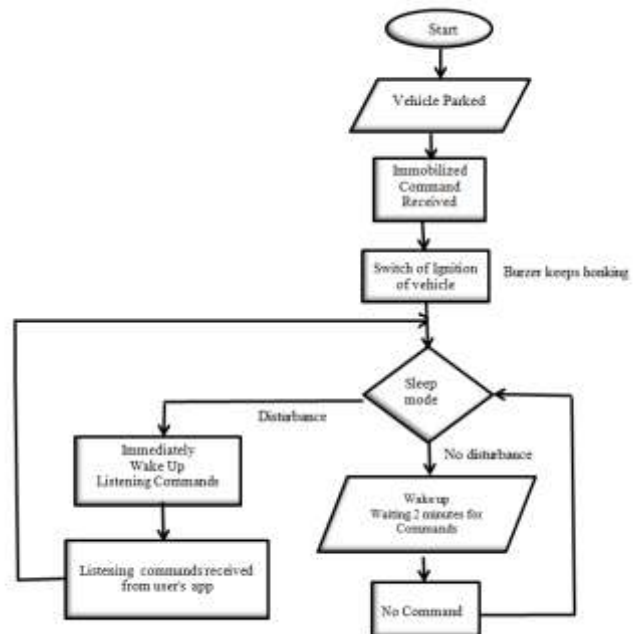 Start
Vehicle Parked
Immobilized
Command
Received
Switch of Ignition
of vehicle
Buzzer keeps honking
Sleep
mode
Disturbance
Immediately
Wake Up
Listening Commands
No disturbance
Wake up
Waiting 2 minutes for
Commands
Listening commands received
from user's app
No Command